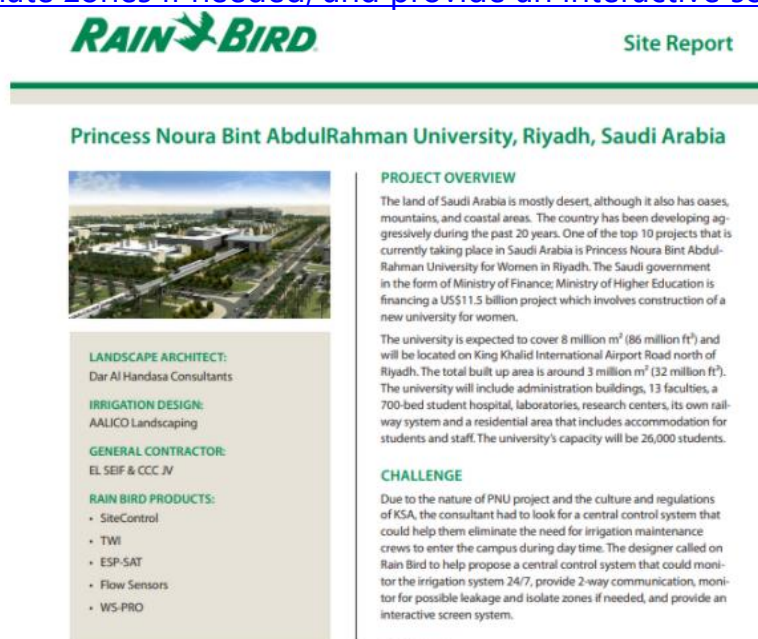 RAIN BIRD
Site Report
Princess Noura Bint AbdulRahman University, Riyadh, Saudi Arabia
LANDSCAPE ARCHITECT:
Dar Al Handasa Consultants
IRRIGATION DESIGN:
AALICO Landscaping
GENERAL CONTRACTOR:
EL SEIF & CCC JV
RAIN BIRD PRODUCTS:
• SiteControl
• TWI
• ESP-SAT
• Flow Sensors
• WS-PRO
PROJECT OVERVIEW
The land of Saudi Arabia is mostly desert, although it also has oases,
mountains, and coastal areas. The country has been developing ag-
gressively during the past 20 years. One of the top 10 projects that is
currently taking place in Saudi Arabia is Princess Noura Bint Abdul-
Rahman University for Women in Riyadh. The Saudi government
in the form of Ministry of Finance; Ministry of Higher Education is
financing a US$11.5 billion project which involves construction of a
new university for women.
The university is expected to cover 8 million m² (86 million ft²) and
will be located on King Khalid International Airport Road north of
Riyadh. The total built up area is around 3 million m² (32 million ft²).
The university will include administration buildings, 13 faculties, a
700-bed student hospital, laboratories, research centers, its own rail-
way system and a residential area that includes accommodation for
students and staff. The university's capacity will be 26,000 students.
CHALLENGE
Due to the nature of PNU project and the culture and regulations
of KSA, the consultant had to look for a central control system that
could help them eliminate the need for irrigation maintenance
crews to enter the campus during day time. The designer called on
Rain Bird to help propose a central control system that could moni-
tor the irrigation system 24/7, provide 2-way communication, moni-
tor for possible leakage and isolate zones if needed, and provide an
interactive screen system.